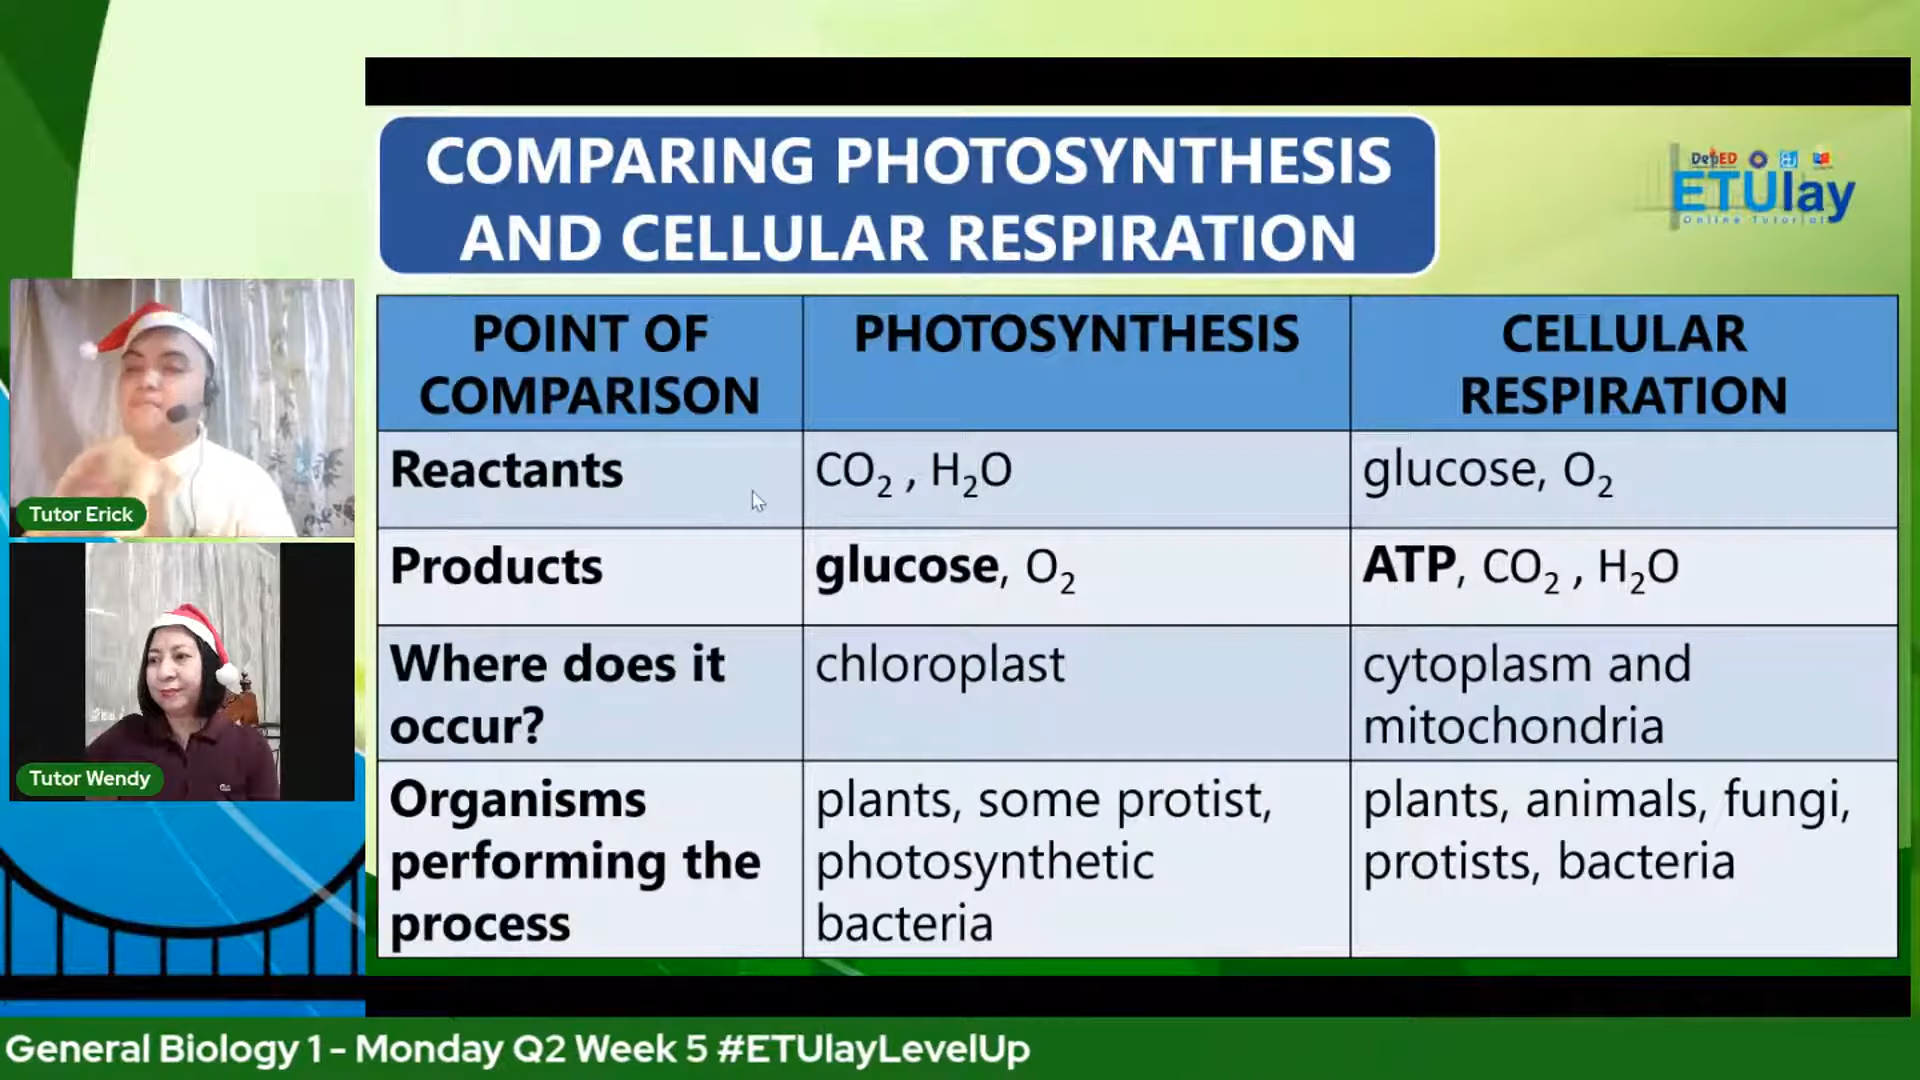 COMPARING PHOTOSYNTHESIS
AND CELLULAR RESPIRATION
DepED
ETUlay
Online Tutorial
POINT OF
COMPARISON
PHOTOSYNTHESIS
CELLULAR
RESPIRATION
Reactants
CO₂ , H₂O
glucose, O₂
Products
glucose, O₂
ATP, CO₂ , H₂O
Where does it
occur?
chloroplast
cytoplasm and
mitochondria
Organisms
performing the
process
plants, some protist,
photosynthetic
bacteria
plants, animals, fungi,
protists, bacteria
Tutor Erick
Tutor Wendy
General Biology 1 - Monday Q2 Week 5 #ETUlayLevelUp